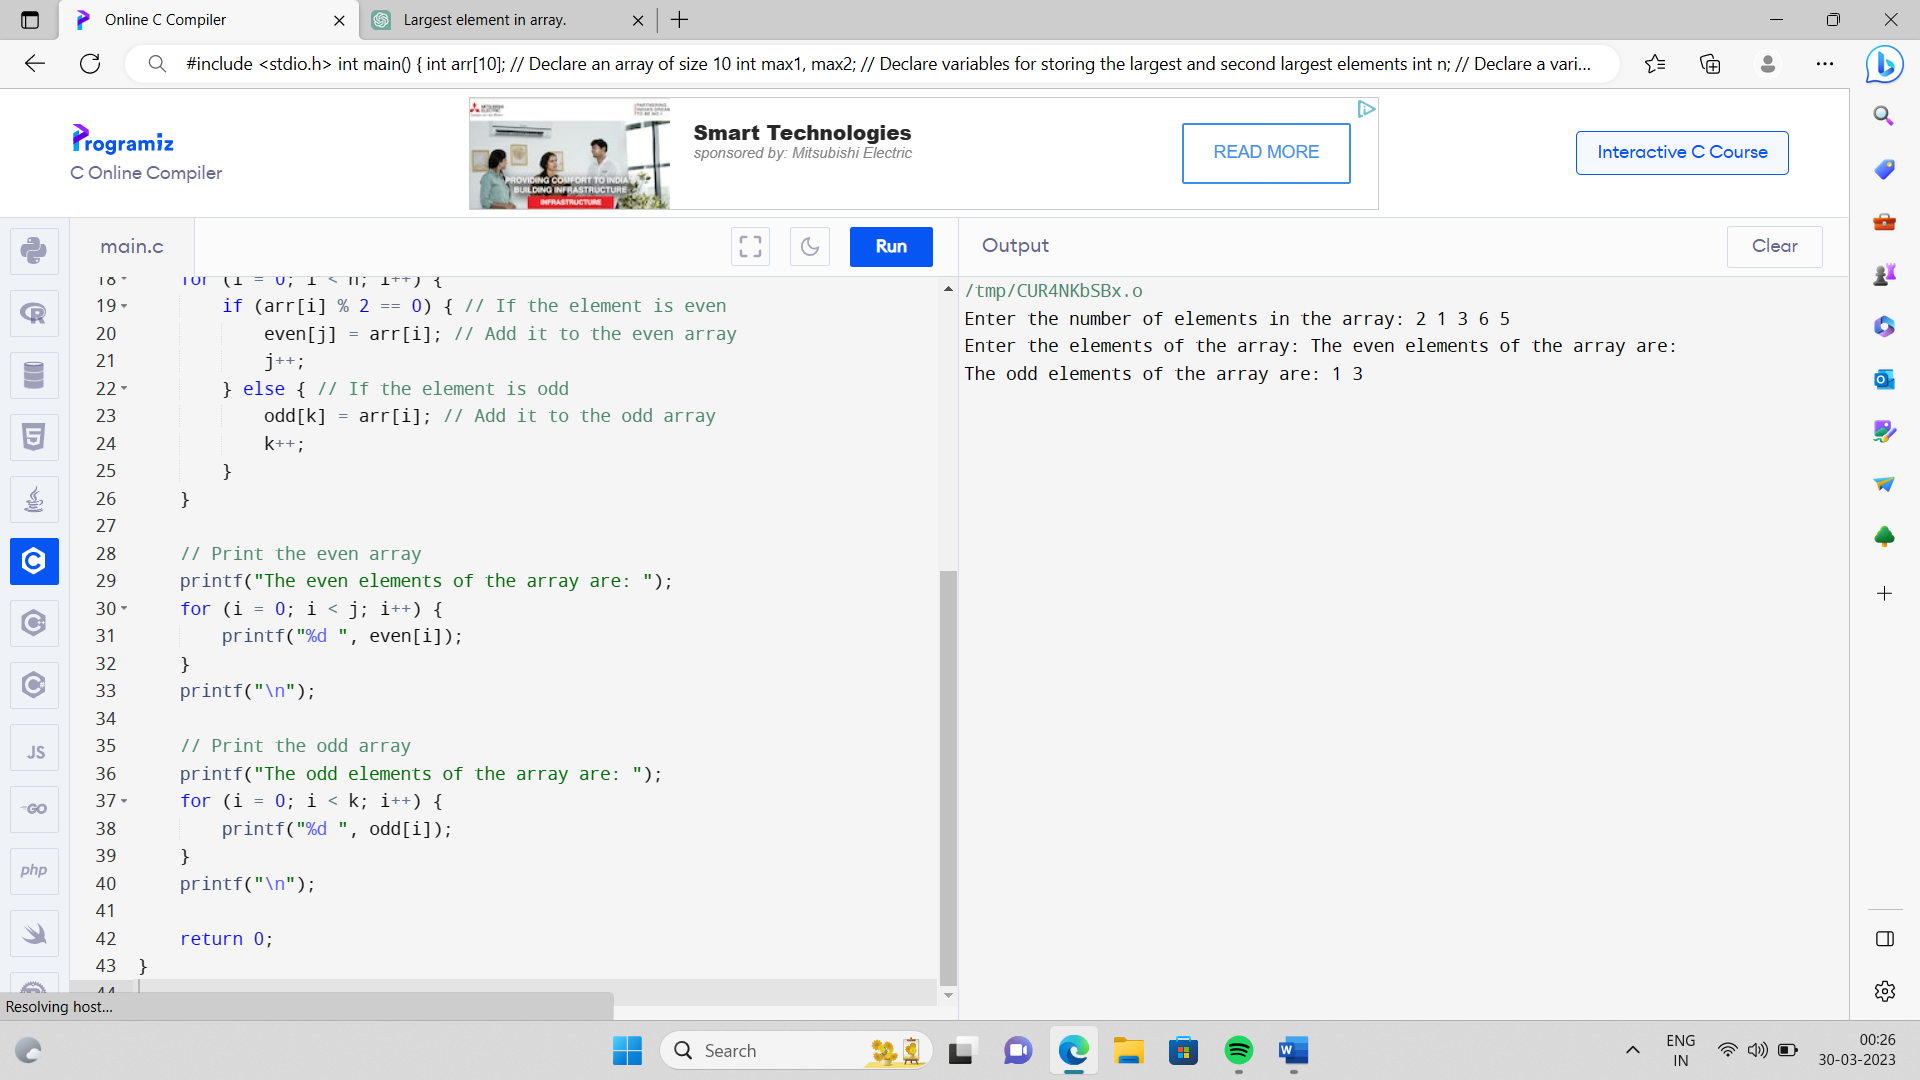 Online C Compiler
Largest element in array.
#include <stdio.h> int main() { int arr[10]; // Declare an array of size 10 int max1, max2; // Declare variables for storing the largest and second largest elements int n; // Declare a vari...
Programiz
C Online Compiler
PROVIDING COMFORT TO INDIA'S
BUILDING INFRASTRUCTURE
INFRASTRUCTURE
Smart Technologies
sponsored by: Mitsubishi Electric
READ MORE
Interactive C Course
main.c
Run
Output
Clear
18 for (i = 0; i < n; i++) {
19 if (arr[i] % 2 == 0) { // If the element is even
20 even[j] = arr[i]; // Add it to the even array
21 j++;
22 } else { // If the element is odd
23 odd[k] = arr[i]; // Add it to the odd array
24 k++;
25 }
26 }
27
28 // Print the even array
29 printf("The even elements of the array are: ");
30 for (i = 0; i < j; i++) {
31 printf("%d ", even[i]);
32 }
33 printf("\n");
34
35 // Print the odd array
36 printf("The odd elements of the array are: ");
37 for (i = 0; i < k; i++) {
38 printf("%d ", odd[i]);
39 }
40 printf("\n");
41
42 return 0;
43 }
44
/tmp/CUR4NKbSBx.o
Enter the number of elements in the array: 2 1 3 6 5
Enter the elements of the array: The even elements of the array are:
The odd elements of the array are: 1 3
JS
GO
php
Resolving host...
Search
ENG
IN
00:26
30-03-2023